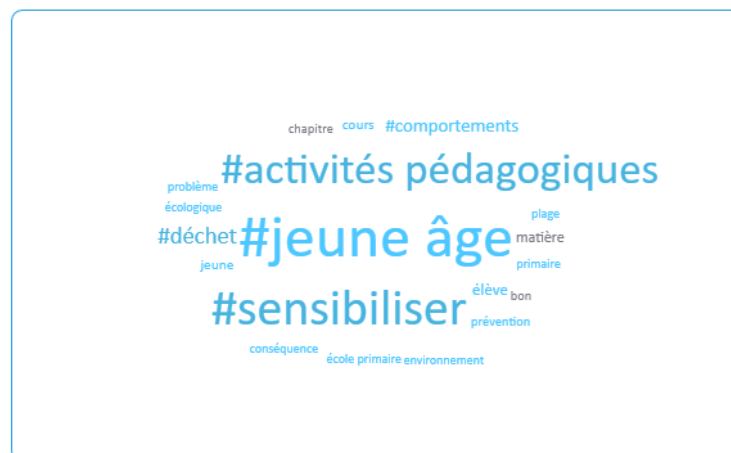 chapitre cours #comportements
problème #activités pédagogiques
écologique
plage
#déchet #jeune âge matière
jeune
primaire
élève bon
#sensibiliser
prévention
conséquence
école primaire environnement